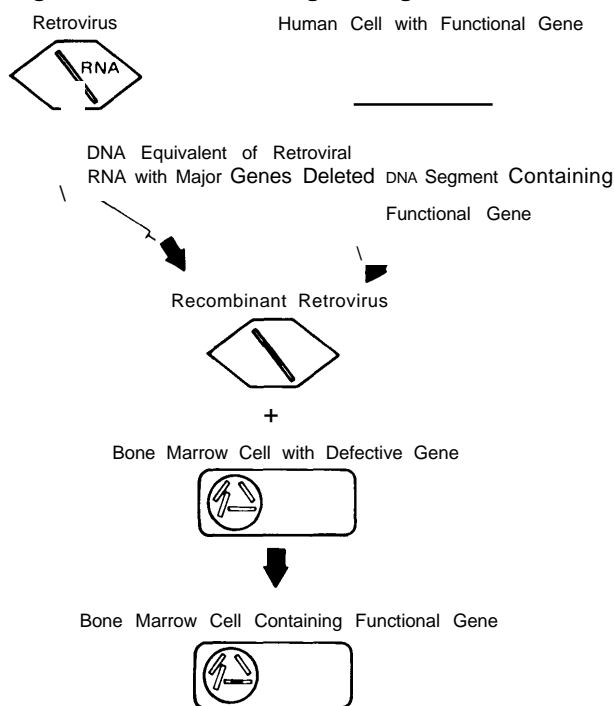 Retrovirus
Human Cell with Functional Gene
RNA
DNA Equivalent of Retroviral
RNA with Major Genes Deleted
DNA Segment Containing
Functional Gene
Recombinant Retrovirus
+
Bone Marrow Cell with Defective Gene
Bone Marrow Cell Containing Functional Gene